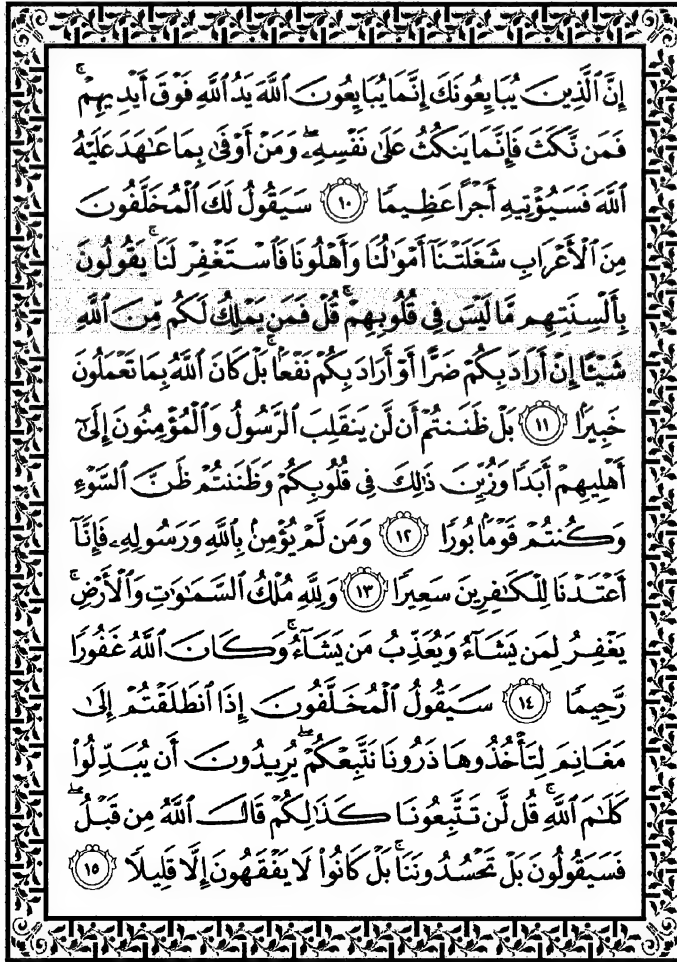 إِنَّ ٱلَّذِينَ يُبَايِعُونَكَ إِنَّمَا يُبَايِعُونَ ٱللَّهَ يَدُ ٱللَّهِ فَوْقَ أَيْدِيهِمْ ۚ
فَمَن نَّكَثَ فَإِنَّمَا يَنكُثُ عَلَىٰ نَفْسِهِۦ ۖ وَمَنْ أَوْفَىٰ بِمَا عَٰهَدَ عَلَيْهُ
ٱللَّهَ فَسَيُؤْتِيهِ أَجْرًا عَظِيمًا ۝١٠ سَيَقُولُ لَكَ ٱلْمُخَلَّفُونَ
مِنَ ٱلْأَعْرَابِ شَغَلَتْنَآ أَمْوَٰلُنَا وَأَهْلُونَا فَٱسْتَغْفِرْ لَنَا ۚ يَقُولُونَ
بِأَلْسِنَتِهِم مَّا لَيْسَ فِى قُلُوبِهِمْ ۚ قُلْ فَمَن يَمْلِكُ لَكُم مِّنَ ٱللَّهِ
شَيْـًٔا إِنْ أَرَادَ بِكُمْ ضَرًّا أَوْ أَرَادَ بِكُمْ نَفْعًۢا ۚ بَلْ كَانَ ٱللَّهُ بِمَا تَعْمَلُونَ
خَبِيرًۢا ۝١١ بَلْ ظَنَنتُمْ أَن لَّن يَنقَلِبَ ٱلرَّسُولُ وَٱلْمُؤْمِنُونَ إِلَىٰٓ
أَهْلِيهِمْ أَبَدًا وَزُيِّنَ ذَٰلِكَ فِى قُلُوبِكُمْ وَظَنَنتُمْ ظَنَّ ٱلسَّوْءِ
وَكُنتُمْ قَوْمًۢا بُورًا ۝١٢ وَمَن لَّمْ يُؤْمِنۢ بِٱللَّهِ وَرَسُولِهِۦ فَإِنَّآ
أَعْتَدْنَا لِلْكَٰفِرِينَ سَعِيرًا ۝١٣ وَلِلَّهِ مُلْكُ ٱلسَّمَٰوَٰتِ وَٱلْأَرْضِ ۚ
يَغْفِرُ لِمَن يَشَآءُ وَيُعَذِّبُ مَن يَشَآءُ ۚ وَكَانَ ٱللَّهُ غَفُورًا
رَّحِيمًا ۝١٤ سَيَقُولُ ٱلْمُخَلَّفُونَ إِذَا ٱنطَلَقْتُمْ إِلَىٰ
مَغَانِمَ لِتَأْخُذُوهَا ذَرُونَا نَتَّبِعْكُمْ ۖ يُرِيدُونَ أَن يُبَدِّلُوا۟
كَلَٰمَ ٱللَّهِ ۚ قُل لَّن تَتَّبِعُونَا كَذَٰلِكُمْ قَالَ ٱللَّهُ مِن قَبْلُ ۖ
فَسَيَقُولُونَ بَلْ تَحْسُدُونَنَا ۚ بَلْ كَانُوا۟ لَا يَفْقَهُونَ إِلَّا قَلِيلًا ۝١٥